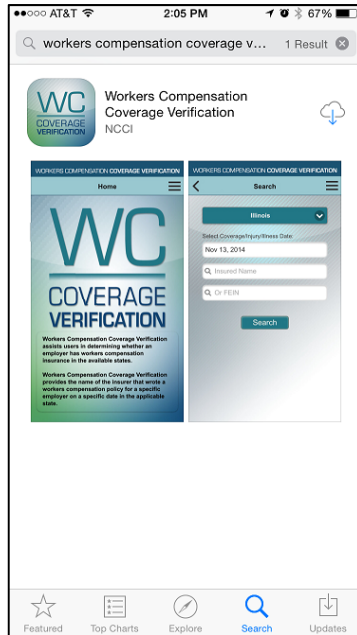 AT&T 2:05 PM 67%
workers compensation coverage v... 1 Result
WC
COVERAGE
VERIFICATION
Workers Compensation
Coverage Verification
NCCI
WORKERS COMPENSATION COVERAGE VERIFICATION
Home
WC
COVERAGE
VERIFICATION
Workers Compensation Coverage Verification
assists users in determining whether an
employer has workers compensation
insurance in the available states.
Workers Compensation Coverage Verification
provides the name of the insurer that wrote a
workers compensation policy for a specific
employer on a specific date in the applicable
state.
WORKERS COMPENSATION COVERAGE VERIFICATION
Search
Illinois
Select Coverage/Injury/Illness Date:
Nov 13, 2014
Insured Name
Or FEIN
Search
Featured Top Charts Explore Search Updates